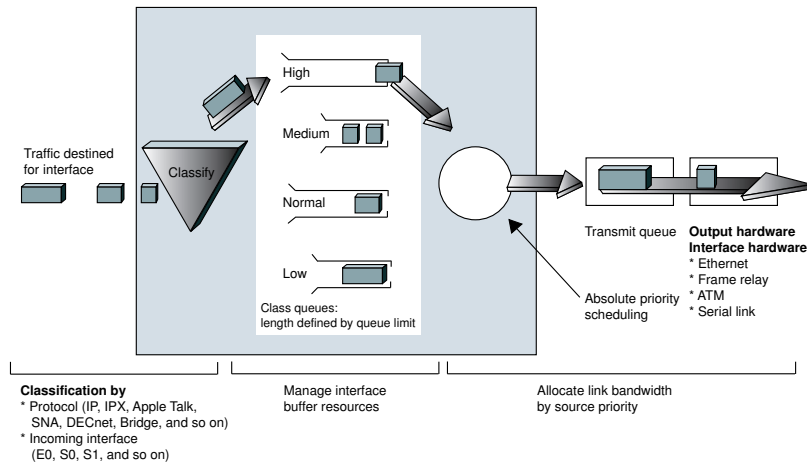 High
Medium
Traffic destined
for interface
Classify
Normal
Low
Class queues:
length defined by queue limit
Transmit queue
Output hardware
Interface hardware
* Ethernet
* Frame relay
* ATM
* Serial link
Absolute priority
scheduling
Classification by
* Protocol (IP, IPX, Apple Talk,
SNA, DECnet, Bridge, and so on)
* Incoming interface
(E0, S0, S1, and so on)
Manage interface
buffer resources
Allocate link bandwidth
by source priority